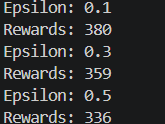 Epsilon: 0.1
Rewards: 380
Epsilon: 0.3
Rewards: 359
Epsilon: 0.5
Rewards: 336